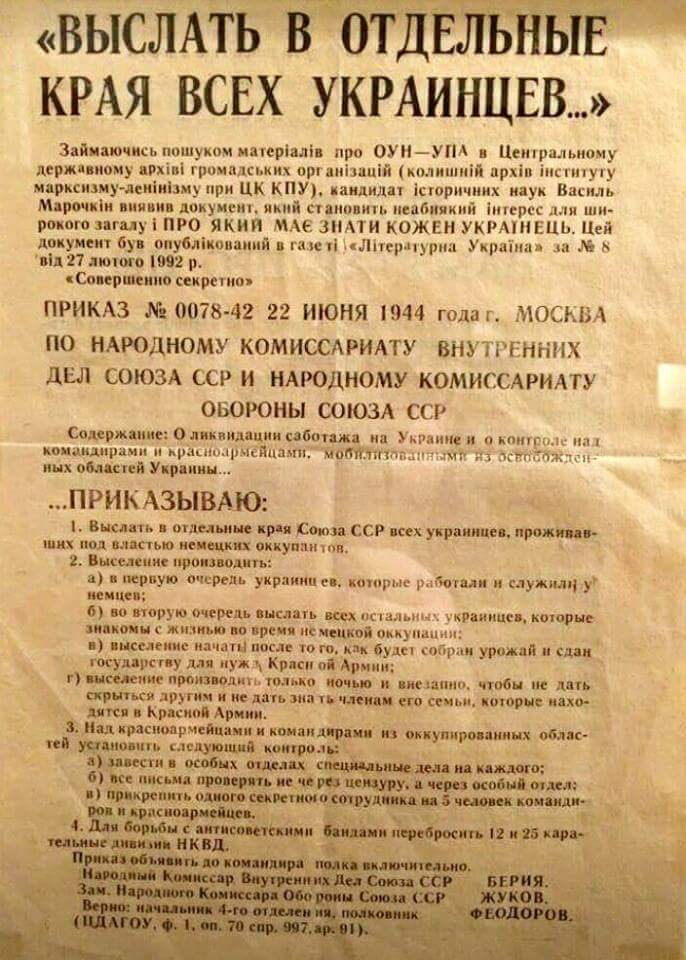 «ВЫСЛАТЬ В ОТДЕЛЬНЫЕ
КРАЯ ВСЕХ УКРАИНЦЕВ...»
Займаючись пошуком матеріалів про ОУН—УПА в Центральному
державному архіві громадських організацій (колишній архів інституту
марксизму-ленінізму при ЦК КПУ), кандидат історичних наук Василь
Марочкін виявив документ, який становить неабиякий інтерес для ши-
рокого загалу і ПРО ЯКИЙ МАЄ ЗНАТИ КОЖЕН УКРАЇНЕЦЬ. Цей
документ був опублікований в газеті «Літературна Україна» за № 8
від 27 лютого 1992 р.
«Совершенно секретно»
ПРИКАЗ № 0078-42 22 ИЮНЯ 1944 года г. МОСКВА
ПО НАРОДНОМУ КОМИССАРИАТУ ВНУТРЕННИХ
ДЕЛ СОЮЗА ССР И НАРОДНОМУ КОМИССАРИАТУ
ОБОРОНЫ СОЮЗА ССР
Содержание: О ликвидации саботажа на Украине и о контроле над
командирами и красноармейцами, мобилизованными из освобожден-
ных областей Украины...
...ПРИКАЗЫВАЮ:
1. Выслать в отдельные края Союза ССР всех украинцев, проживав-
ших под властью немецких оккупантов.
2. Выселение производить:
а) в первую очередь украинцев, которые работали и служили у
немцев;
б) во вторую очередь выслать всех остальных украинцев, которые
знакомы с жизнью во время немецкой оккупации;
в) выселение начать после того, как будет собран урожай и сдан
государству для нужд Красной Армии;
г) выселение производить только ночью и внезапно, чтобы не дать
скрыться другим и не дать знать членам его семьи, которые нахо-
дятся в Красной Армии.
3. Над красноармейцами и командирами из оккупированных облас-
тей установить следующий контроль:
а) завести в особых отделах специальные дела на каждого;
б) все письма проверять не через цензуру, а через особый отдел;
в) прикрепить одного секретного сотрудника на 5 человек команди-
ров и красноармейцев.
4. Для борьбы с антисоветскими бандами перебросить 12 и 25 кара-
тельные дивизии НКВД.
Приказ объявить до командира полка включительно.
Народный Комиссар Внутренних Дел Союза ССР БЕРИЯ.
Зам. Народного Комиссара Обороны Союза ССР ЖУКОВ.
Верно: начальник 4-го отделения, полковник ФЕОДОРОВ.
(ЦДАГОУ, ф. 1, оп. 70 спр. 997, ар. 91).